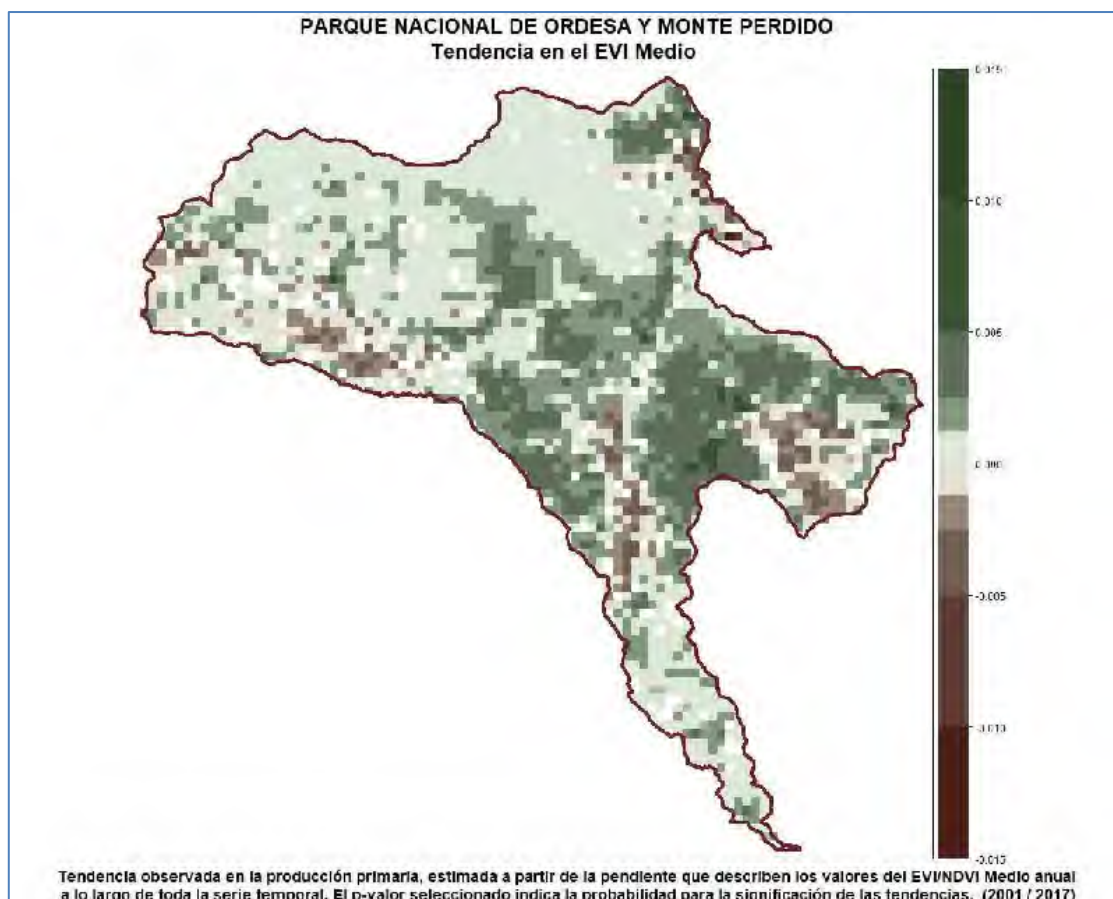 PARQUE NACIONAL DE ORDESA Y MONTE PERDIDO
Tendencia en el EVI Medio
0.015
0.010
0.005
0.000
-0.005
-0.010
-0.015
Tendencia observada en la producción primaria, estimada a partir de la pendiente que describen los valores del EVI/NDVI Medio anual
a lo largo de toda la serie temporal. El p-valor seleccionado indica la probabilidad para la significación de las tendencias. (2001 / 2017)